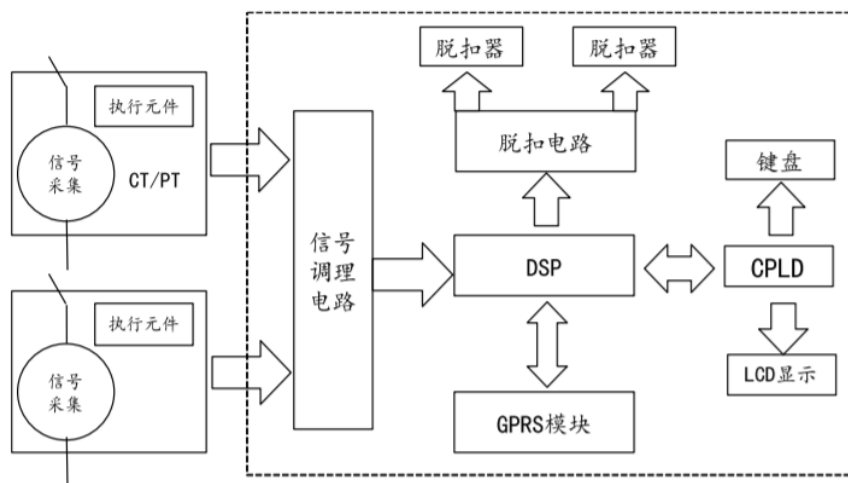 脱扣器
脱扣器
执行元件
信号
采集
CT/PT
脱扣电路
键盘
信号
调理
电路
DSP
CPLD
执行元件
信号
采集
LCD显示
GPRS模块